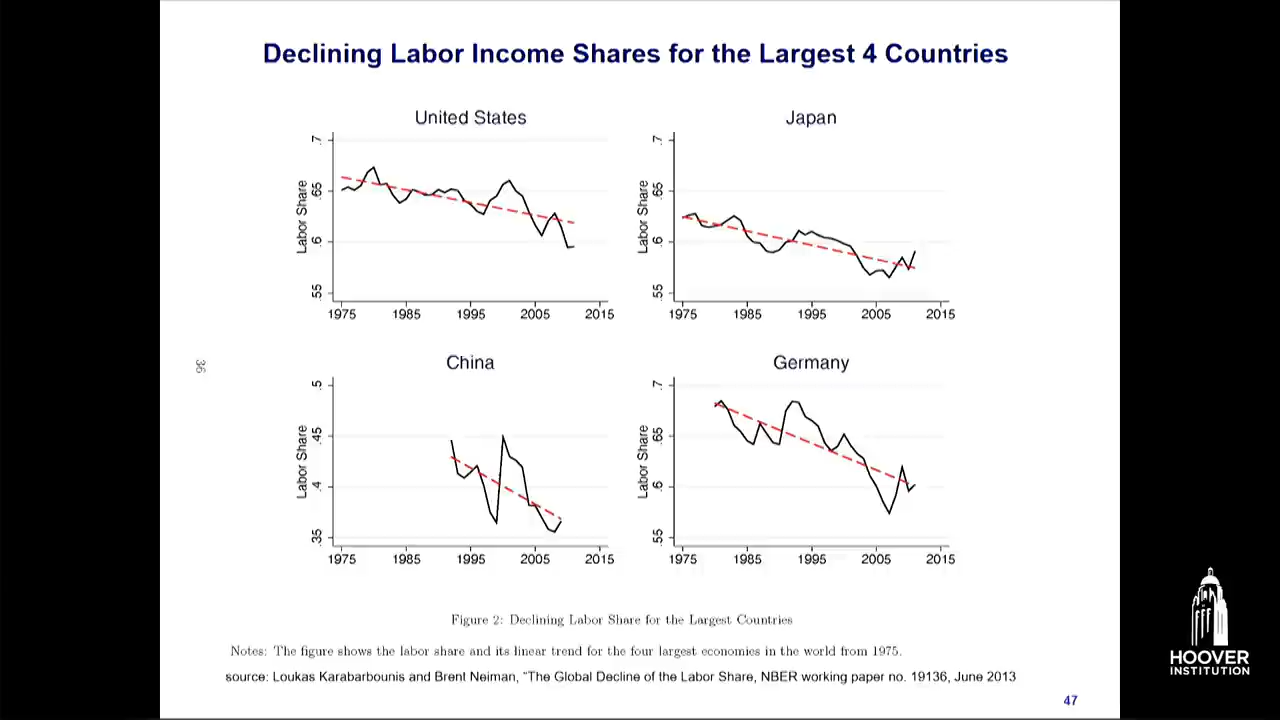 Declining Labor Income Shares for the Largest 4 Countries
United States
Labor Share
.7
.65
.6
.55
1975 1985 1995 2005 2015
Japan
Labor Share
.7
.65
.6
.55
1975 1985 1995 2005 2015
36
China
Labor Share
.5
.45
.4
.35
1975 1985 1995 2005 2015
Germany
Labor Share
.7
.65
.6
.55
1975 1985 1995 2005 2015
Figure 2: Declining Labor Share for the Largest Countries
Notes: The figure shows the labor share and its linear trend for the four largest economies in the world from 1975.
source: Loukas Karabarbounis and Brent Neiman, "The Global Decline of the Labor Share, NBER working paper no. 19136, June 2013
47
HOOVER
INSTITUTION